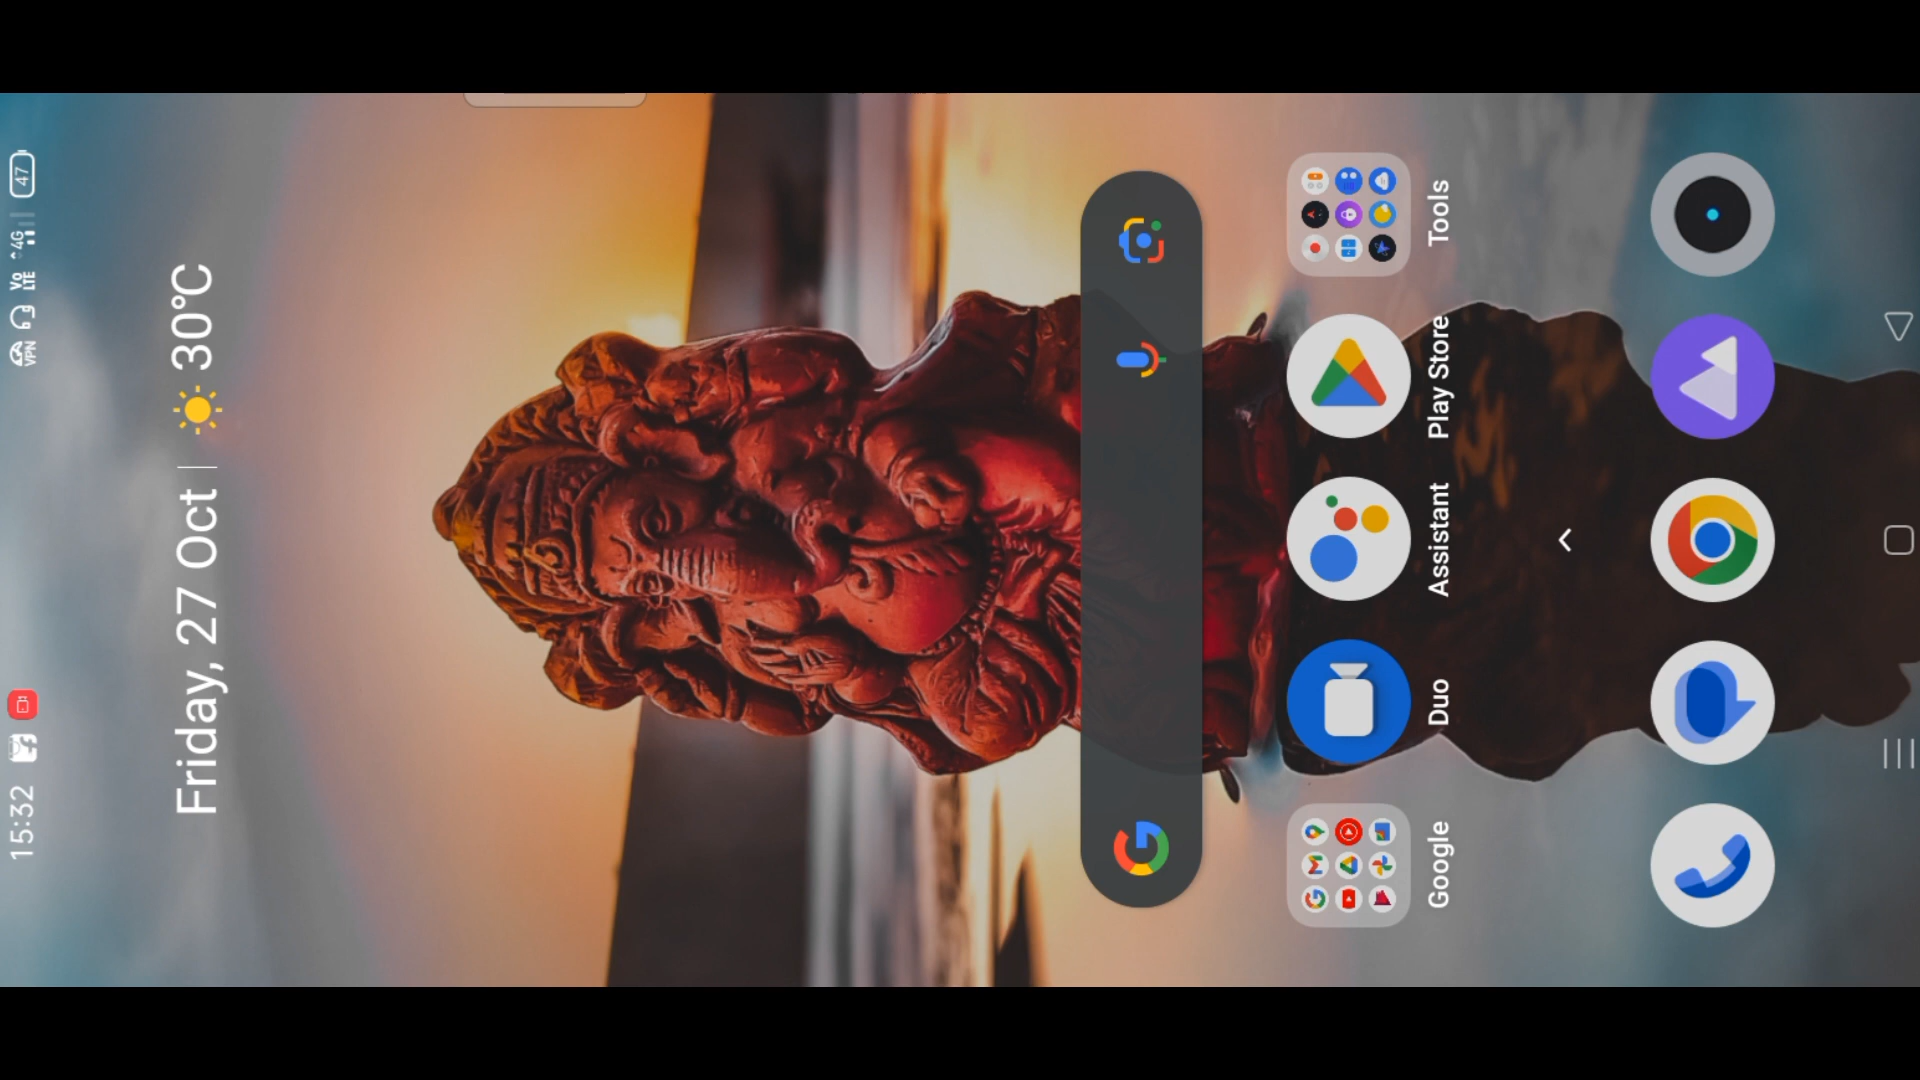 15:32
VPN
Vo
LTE
4G
47
Friday, 27 Oct | 30°C
Google
Duo
Assistant
Play Store
Tools